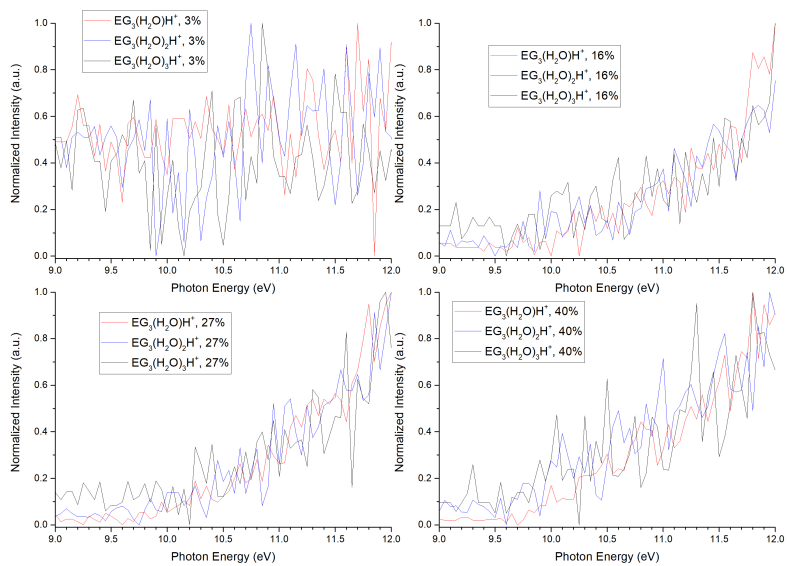 EG₃(H₂O)H⁺, 3%
EG₃(H₂O)₂H⁺, 3%
EG₃(H₂O)₃H⁺, 3%
Normalized Intensity (a.u.)
1.0
0.8
0.6
0.4
0.2
0.0
9.0 9.5 10.0 10.5 11.0 11.5 12.0
Photon Energy (eV)
EG₃(H₂O)H⁺, 16%
EG₃(H₂O)₂H⁺, 16%
EG₃(H₂O)₃H⁺, 16%
Normalized Intensity (a.u.)
1.0
0.8
0.6
0.4
0.2
0.0
9.0 9.5 10.0 10.5 11.0 11.5 12.0
Photon Energy (eV)
EG₃(H₂O)H⁺, 27%
EG₃(H₂O)₂H⁺, 27%
EG₃(H₂O)₃H⁺, 27%
Normalized Intensity (a.u.)
1.0
0.8
0.6
0.4
0.2
0.0
9.0 9.5 10.0 10.5 11.0 11.5 12.0
Photon Energy (eV)
EG₃(H₂O)H⁺, 40%
EG₃(H₂O)₂H⁺, 40%
EG₃(H₂O)₃H⁺, 40%
Normalized Intensity (a.u.)
1.0
0.8
0.6
0.4
0.2
0.0
9.0 9.5 10.0 10.5 11.0 11.5 12.0
Photon Energy (eV)